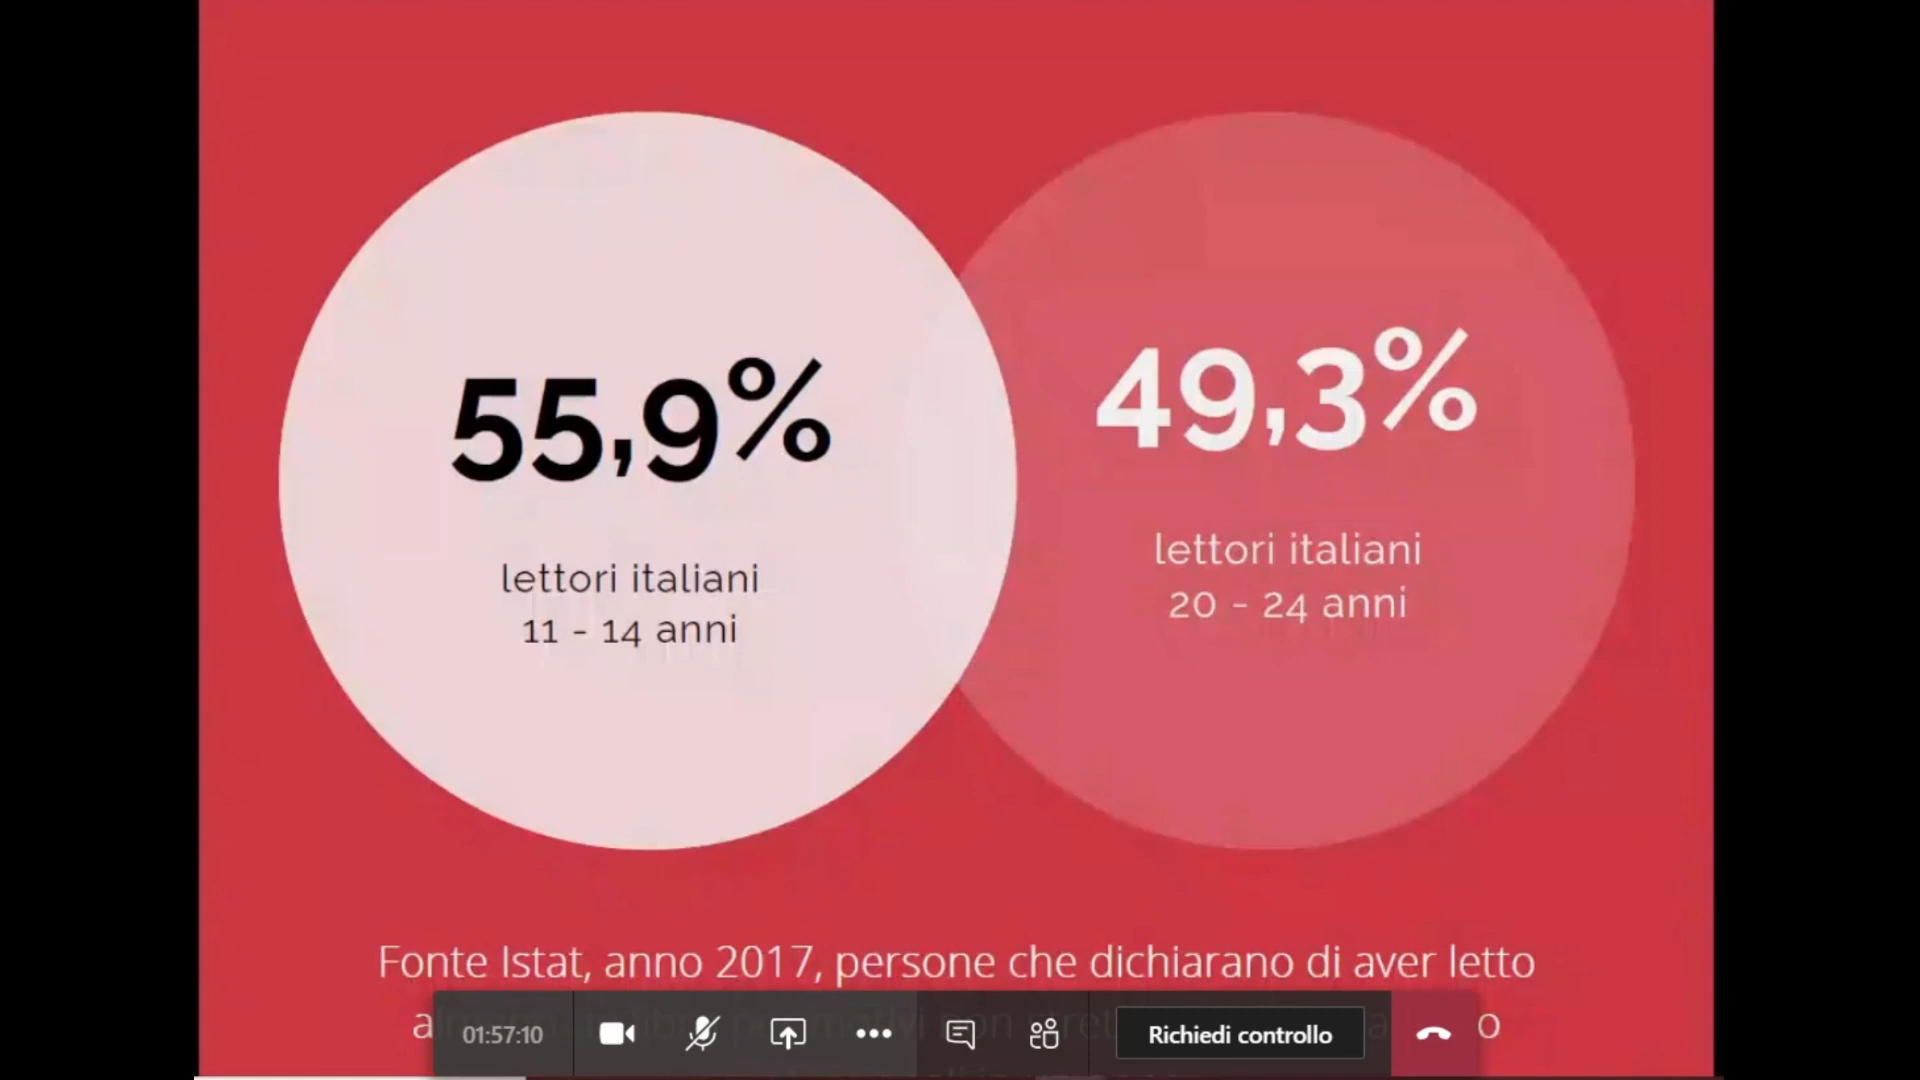 55,9%
lettori italiani
11 - 14 anni
49,3%
lettori italiani
20 - 24 anni
Fonte Istat, anno 2017, persone che dichiarano di aver letto
01:57:10
Richiedi controllo